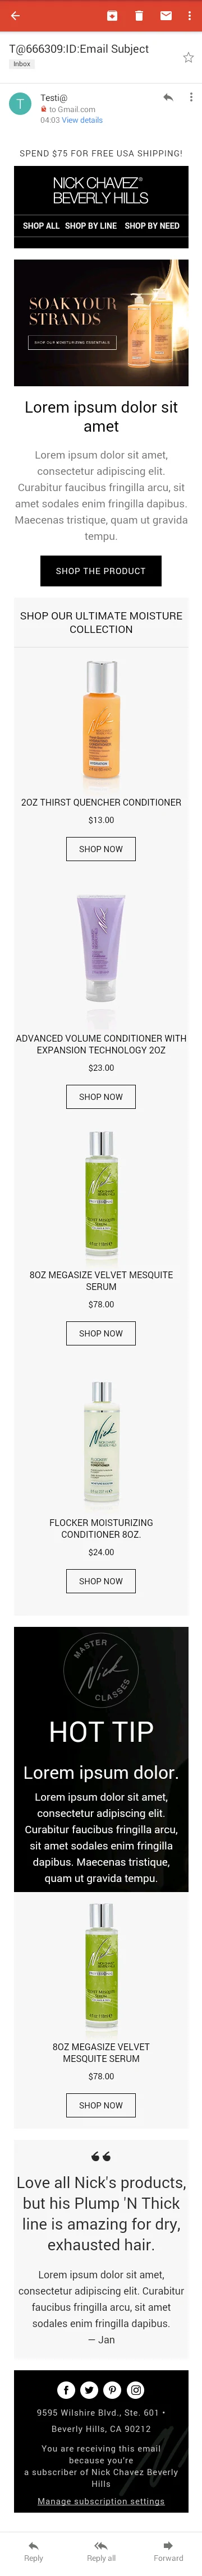 T@666309:ID:Email Subject
Inbox
T
Testi@
to Gmail.com
04:03 View details
SPEND $75 FOR FREE USA SHIPPING!
NICK CHAVEZ®
BEVERLY HILLS
SHOP ALL SHOP BY LINE SHOP BY NEED
SOAK YOUR
STRANDS
SHOP OUR MOISTURIZING ESSENTIALS
Lorem ipsum dolor sit
amet
Lorem ipsum dolor sit amet,
consectetur adipiscing elit.
Curabitur faucibus fringilla arcu, sit
amet sodales enim fringilla dapibus.
Maecenas tristique, quam ut gravida
tempu.
SHOP THE PRODUCT
SHOP OUR ULTIMATE MOISTURE
COLLECTION
2OZ THIRST QUENCHER CONDITIONER
$13.00
SHOP NOW
ADVANCED VOLUME CONDITIONER WITH
EXPANSION TECHNOLOGY 2OZ
$23.00
SHOP NOW
8OZ MEGASIZE VELVET MESQUITE
SERUM
$78.00
SHOP NOW
Nick
FLOCKER MOISTURIZING
CONDITIONER 8OZ.
$24.00
SHOP NOW
MASTER
Nick
CLASSES
HOT TIP
Lorem ipsum dolor.
Lorem ipsum dolor sit amet,
consectetur adipiscing elit.
Curabitur faucibus fringilla arcu,
sit amet sodales enim fringilla
dapibus. Maecenas tristique,
quam ut gravida tempu.
8OZ MEGASIZE VELVET
MESQUITE SERUM
$78.00
SHOP NOW
Love all Nick's products,
but his Plump 'N Thick
line is amazing for dry,
exhausted hair.
Lorem ipsum dolor sit amet,
consectetur adipiscing elit. Curabitur
faucibus fringilla arcu, sit amet
sodales enim fringilla dapibus.
— Jan
9595 Wilshire Blvd., Ste. 601 •
Beverly Hills, CA 90212
You are receiving this email
because you're
a subscriber of Nick Chavez Beverly
Hills
Manage subscription settings
Reply Reply all Forward